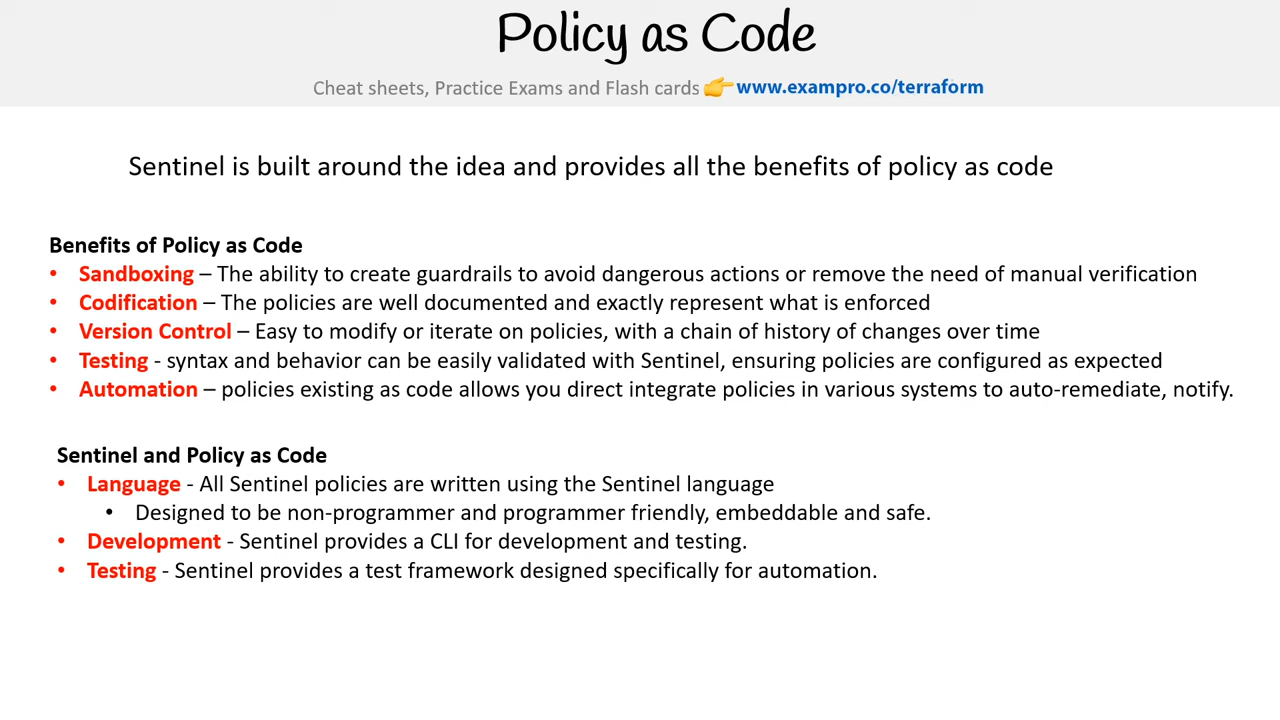 Policy as Code
Cheat sheets, Practice Exams and Flash cards 👉 www.exampro.co/terraform
Sentinel is built around the idea and provides all the benefits of policy as code
Benefits of Policy as Code
• Sandboxing – The ability to create guardrails to avoid dangerous actions or remove the need of manual verification
• Codification – The policies are well documented and exactly represent what is enforced
• Version Control – Easy to modify or iterate on policies, with a chain of history of changes over time
• Testing - syntax and behavior can be easily validated with Sentinel, ensuring policies are configured as expected
• Automation – policies existing as code allows you direct integrate policies in various systems to auto-remediate, notify.
Sentinel and Policy as Code
• Language - All Sentinel policies are written using the Sentinel language
• Designed to be non-programmer and programmer friendly, embeddable and safe.
• Development - Sentinel provides a CLI for development and testing.
• Testing - Sentinel provides a test framework designed specifically for automation.